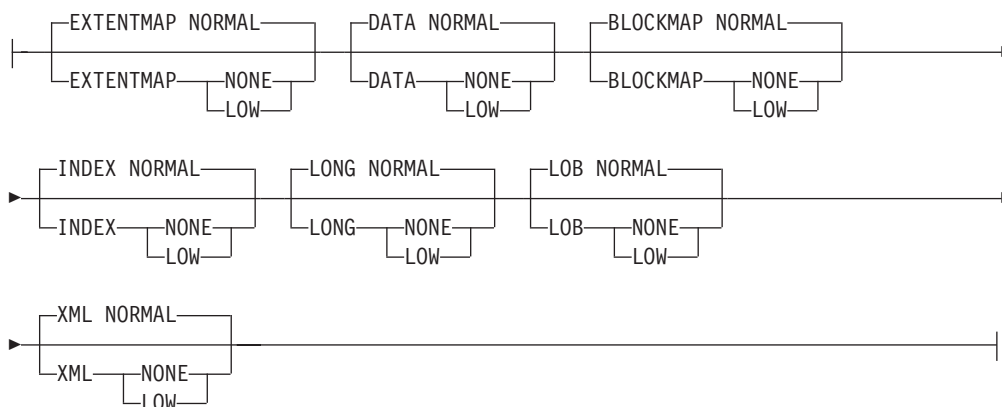 EXTENTMAP NORMAL DATA NORMAL BLOCKMAP NORMAL
EXTENTMAP NONE DATA NONE BLOCKMAP NONE
LOW LOW LOW
INDEX NORMAL LONG NORMAL LOB NORMAL
INDEX NONE LONG NONE LOB NONE
LOW LOW LOW
XML NORMAL
XML NONE
LOW